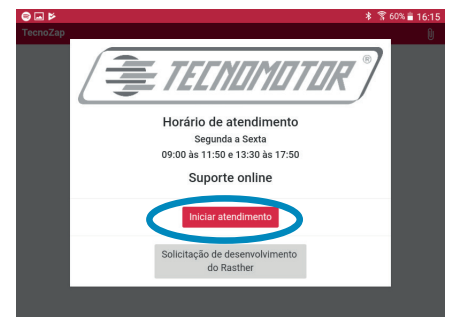 60% 16:15
TecnoZap
TECNOMOTOR®
Horário de atendimento
Segunda a Sexta
09:00 às 11:50 e 13:30 às 17:50
Suporte online
Iniciar atendimento
Solicitação de desenvolvimento
do Rasther